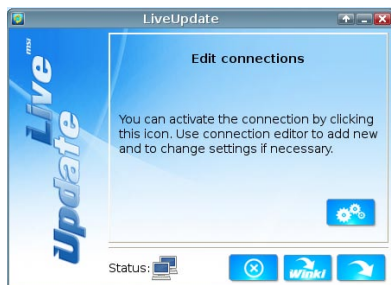 LiveUpdate
msi
Live Update
Edit connections
You can activate the connection by clicking
this icon. Use connection editor to add new
and to change settings if necessary.
Status:
Winki